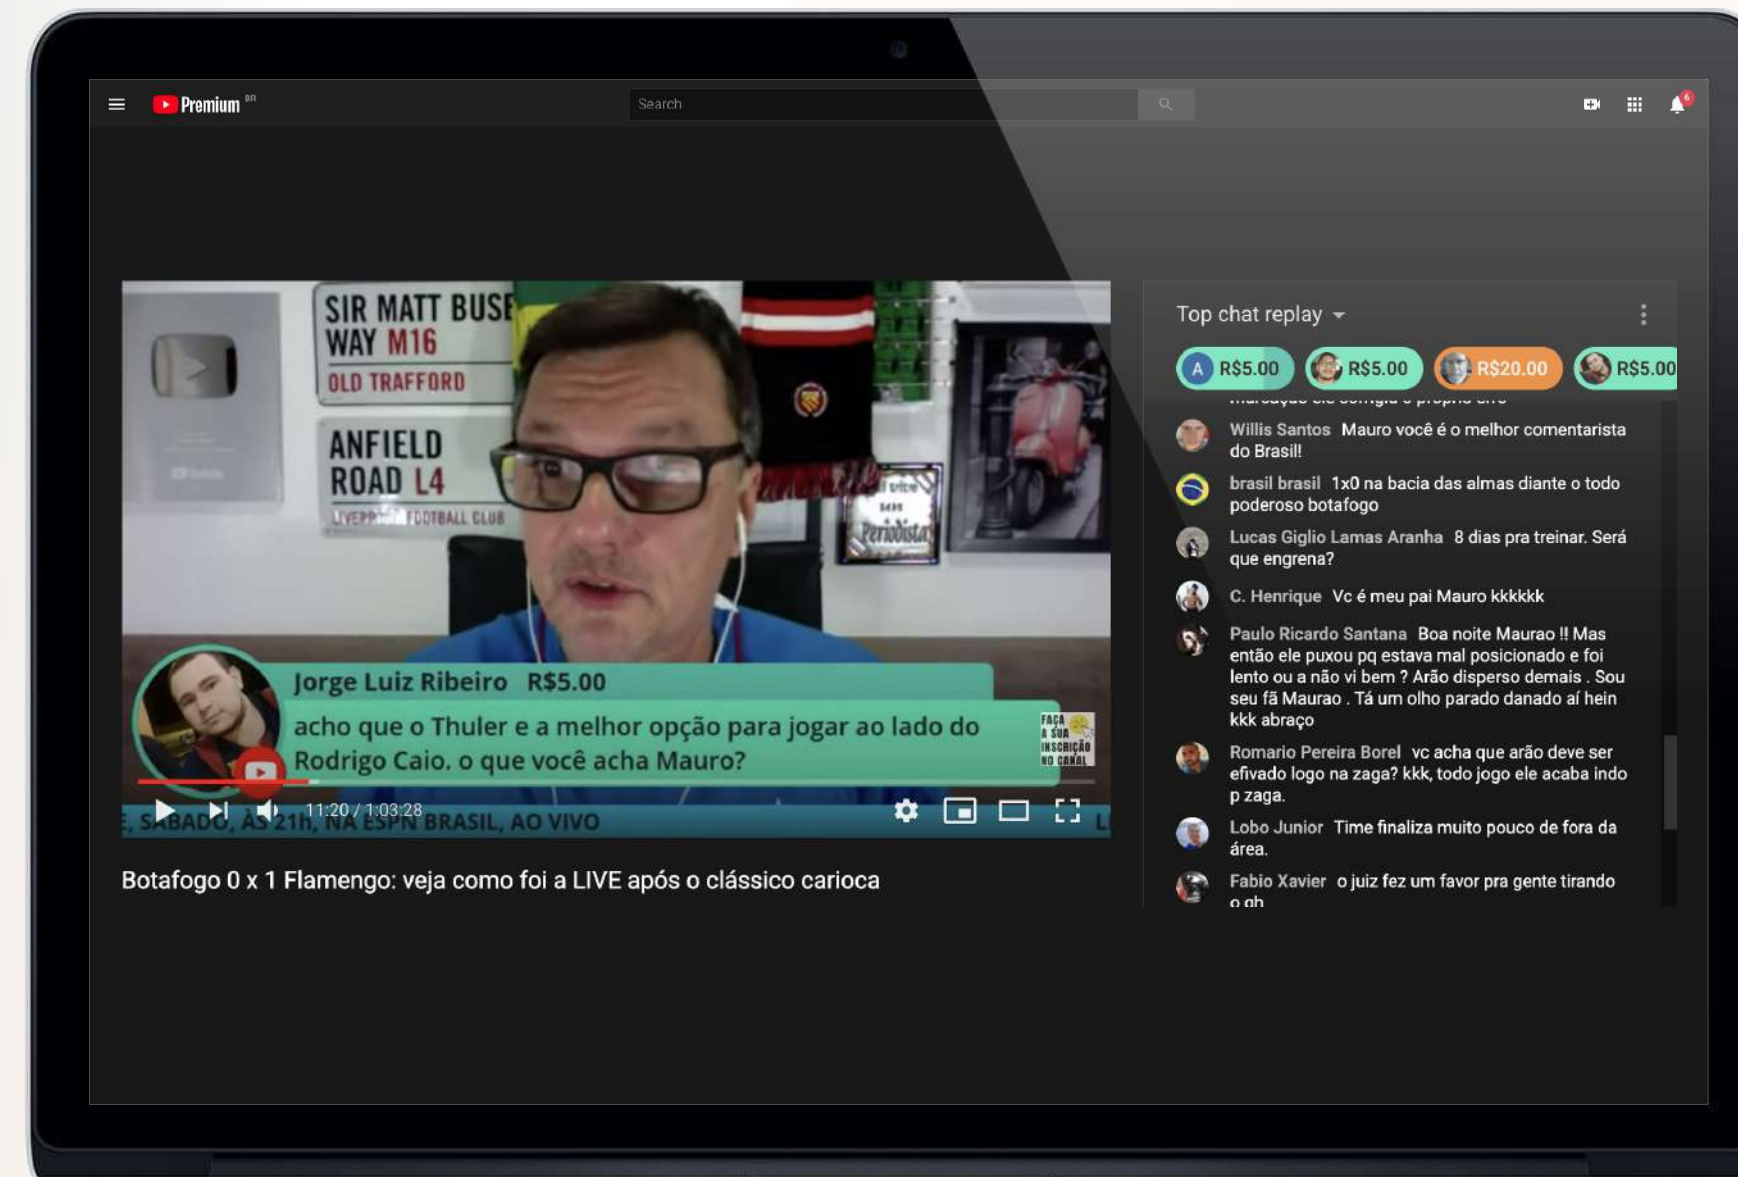 Premium BR
Search
6
SIR MATT BUSB
WAY M16
OLD TRAFFORD
ANFIELD
ROAD L4
LIVERPOOL FOOTBALL CLUB
Periodista
Jorge Luiz Ribeiro R$5.00
acho que o Thuler e a melhor opção para jogar ao lado do
Rodrigo Caio. o que você acha Mauro?
FAÇA
A SUA
INSCRIÇÃO
NO CANAL
11:20 / 1:03:28
E, SÁBADO, ÀS 21h, NA ESPN BRASIL, AO VIVO
Botafogo 0 x 1 Flamengo: veja como foi a LIVE após o clássico carioca
Top chat replay
A R$5.00 R$5.00 R$20.00 R$5.00
Willis Santos Mauro você é o melhor comentarista
do Brasil!
brasil brasil 1x0 na bacia das almas diante o todo
poderoso botafogo
Lucas Giglio Lamas Aranha 8 dias pra treinar. Será
que engrena?
C. Henrique Vc é meu pai Mauro kkkkkk
Paulo Ricardo Santana Boa noite Maurao !! Mas
então ele puxou pq estava mal posicionado e foi
lento ou a não vi bem ? Arão disperso demais . Sou
seu fã Maurao . Tá um olho parado danado aí hein
kkk abraço
Romario Pereira Borel vc acha que arão deve ser
efivado logo na zaga? kkk, todo jogo ele acaba indo
p zaga.
Lobo Junior Time finaliza muito pouco de fora da
área.
Fabio Xavier o juiz fez um favor pra gente tirando
o gh